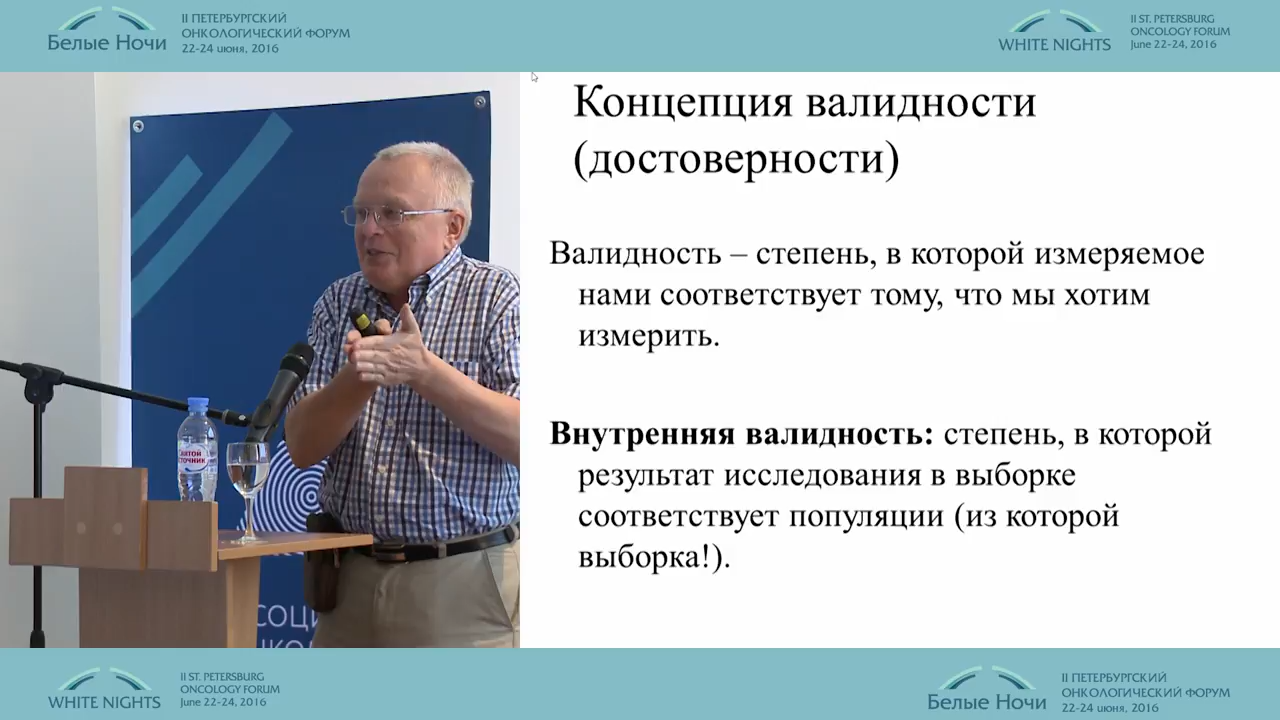 Белые Ночи
II ПЕТЕРБУРГСКИЙ
ОНКОЛОГИЧЕСКИЙ ФОРУМ
22-24 июня, 2016
WHITE NIGHTS
II ST. PETERSBURG
ONCOLOGY FORUM
June 22-24, 2016
Концепция валидности
(достоверности)
Валидность – степень, в которой измеряемое
нами соответствует тому, что мы хотим
измерить.
Внутренняя валидность: степень, в которой
результат исследования в выборке
соответствует популяции (из которой
выборка!).
WHITE NIGHTS
II ST. PETERSBURG
ONCOLOGY FORUM
June 22-24, 2016
Белые Ночи
II ПЕТЕРБУРГСКИЙ
ОНКОЛОГИЧЕСКИЙ ФОРУМ
22-24 июня, 2016